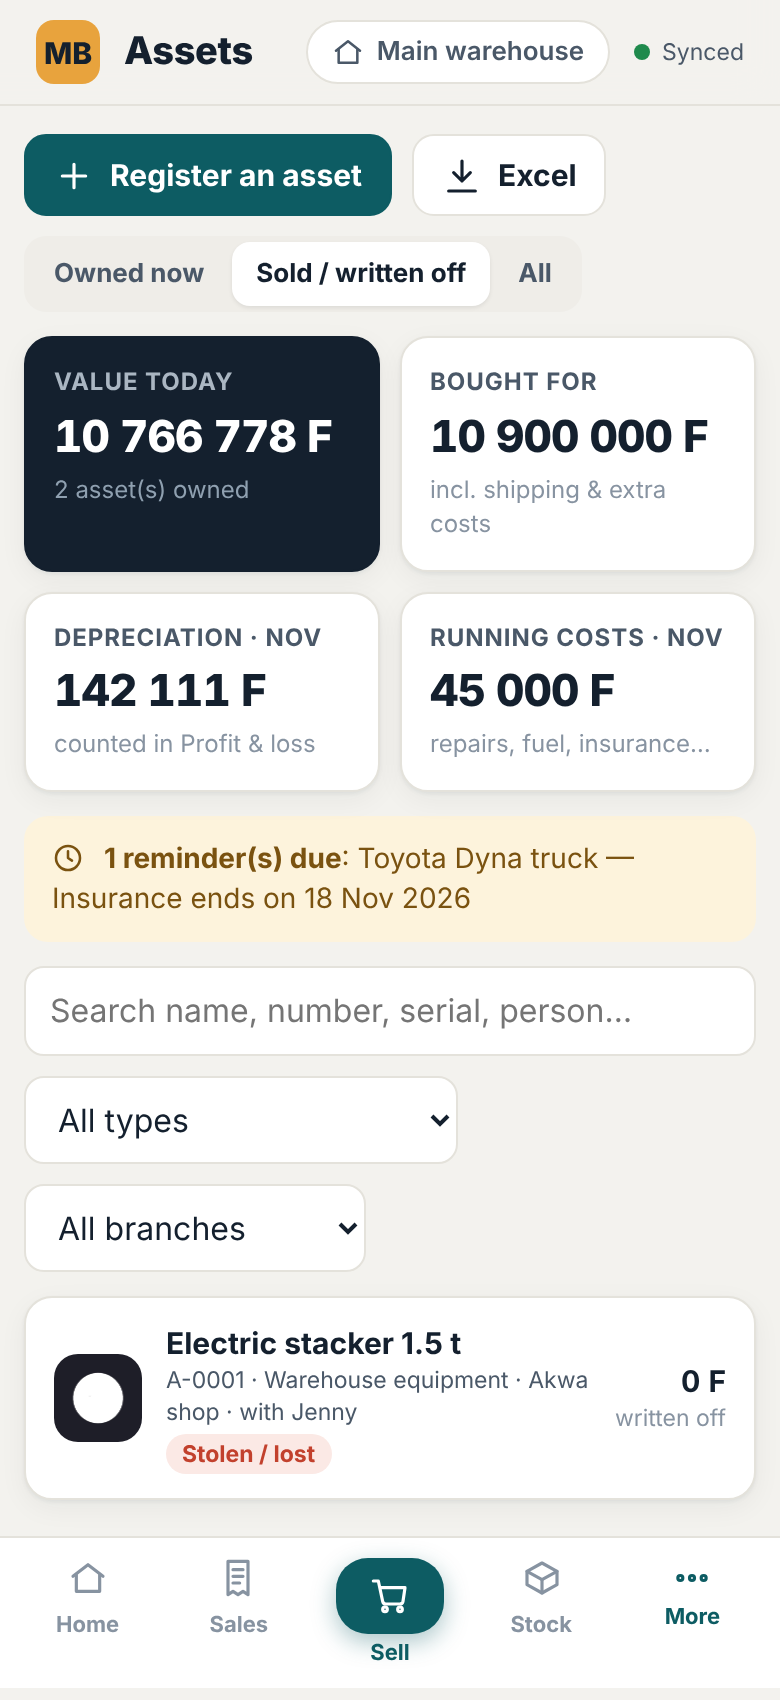 MB Assets Main warehouse Synced
Register an asset Excel
Owned now Sold / written off All
VALUE TODAY
10 766 778 F
2 asset(s) owned
BOUGHT FOR
10 900 000 F
incl. shipping & extra
costs
DEPRECIATION · NOV
142 111 F
counted in Profit & loss
RUNNING COSTS · NOV
45 000 F
repairs, fuel, insurance...
1 reminder(s) due: Toyota Dyna truck —
Insurance ends on 18 Nov 2026
Search name, number, serial, person...
All types
All branches
Electric stacker 1.5 t
A-0001 · Warehouse equipment · Akwa
shop · with Jenny
Stolen / lost
0 F
written off
Home Sales Sell Stock More